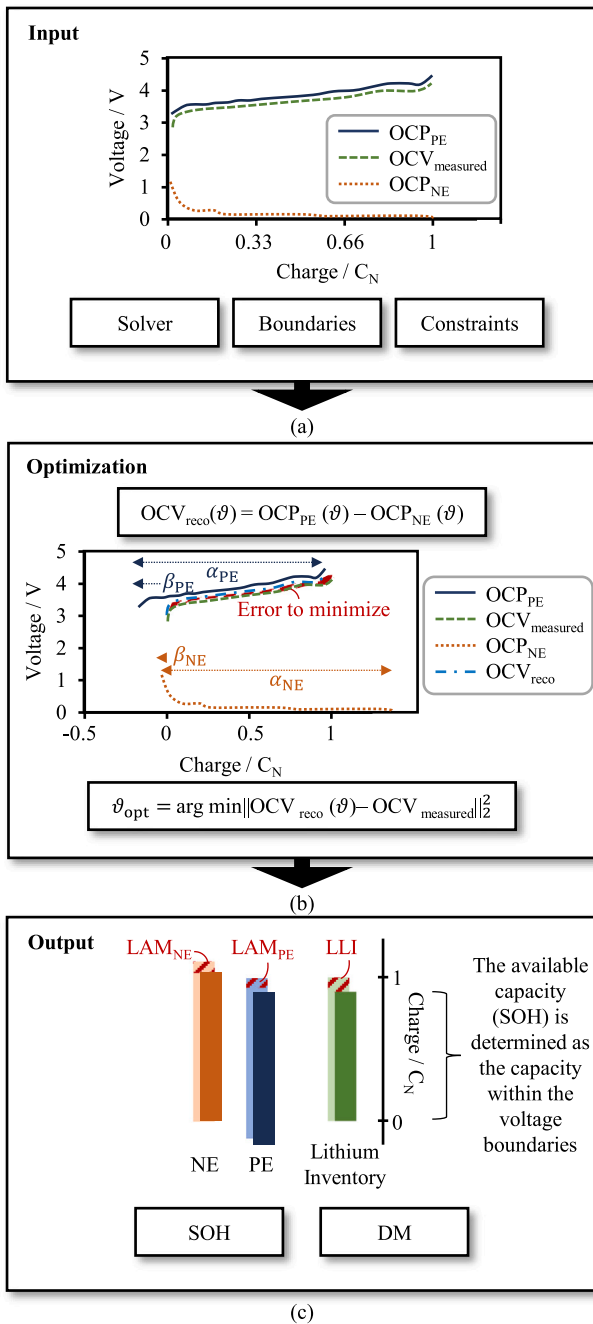 Input
Voltage / V
5
4
3
2
1
0
OCP_PE
OCV_measured
OCP_NE
0
0.33
0.66
1
Charge / C_N
Solver
Boundaries
Constraints
(a)
Optimization
OCV_reco(ϑ) = OCP_PE (ϑ) – OCP_NE (ϑ)
Voltage / V
5
4
3
2
1
0
α_PE
β_PE
Error to minimize
β_NE
α_NE
OCP_PE
OCV_measured
OCP_NE
OCV_reco
-0.5
0
0.5
1
Charge / C_N
ϑ_opt = arg min||OCV_reco (ϑ)– OCV_measured||₂²
(b)
Output
LAM_NE
LAM_PE
LLI
1
Charge / C_N
0
The available
capacity
(SOH) is
determined as
the capacity
within the
voltage
boundaries
NE
PE
Lithium
Inventory
SOH
DM
(c)